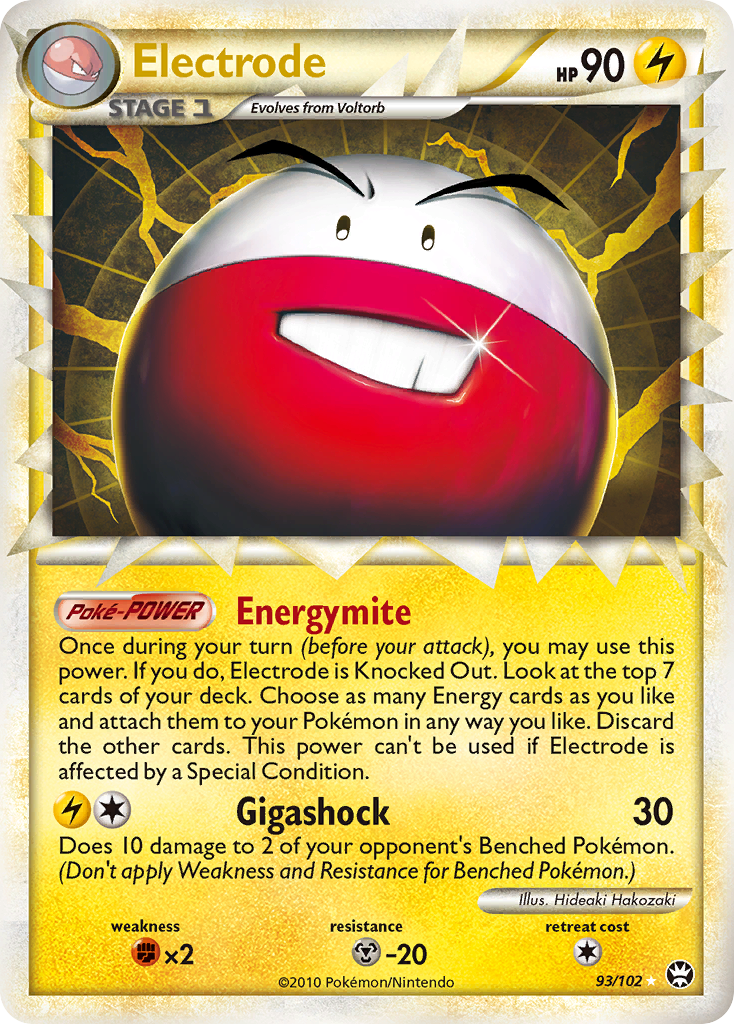 Electrode
HP 90
STAGE 1
Evolves from Voltorb
Poké-POWER Energymite
Once during your turn (before your attack), you may use this
power. If you do, Electrode is Knocked Out. Look at the top 7
cards of your deck. Choose as many Energy cards as you like
and attach them to your Pokémon in any way you like. Discard
the other cards. This power can't be used if Electrode is
affected by a Special Condition.
Gigashock 30
Does 10 damage to 2 of your opponent's Benched Pokémon.
(Don't apply Weakness and Resistance for Benched Pokémon.)
Illus. Hideaki Hakozaki
weakness resistance retreat cost
×2 -20
©2010 Pokémon/Nintendo 93/102